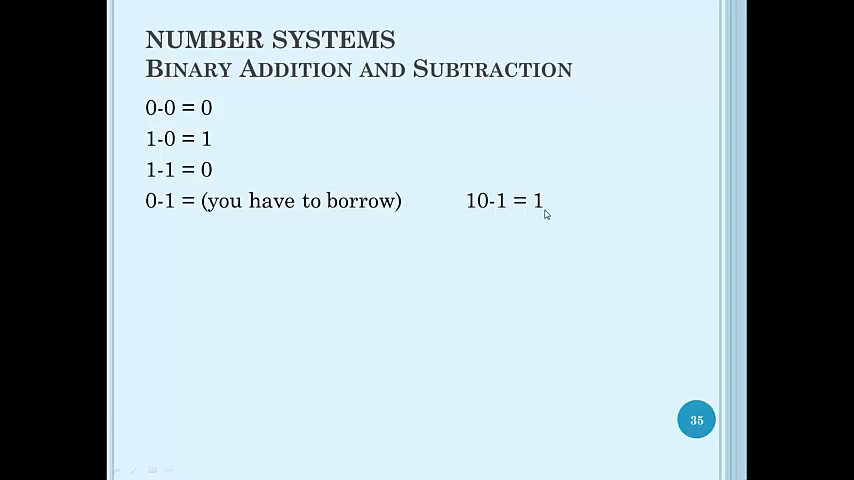 NUMBER SYSTEMS
BINARY ADDITION AND SUBTRACTION
0-0 = 0
1-0 = 1
1-1 = 0
0-1 = (you have to borrow) 10-1 = 1
35